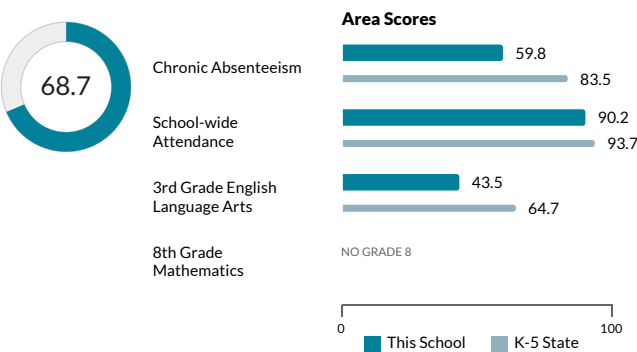 Area Scores
68.7
Chronic Absenteeism
59.8
83.5
School-wide
Attendance
90.2
93.7
3rd Grade English
Language Arts
43.5
64.7
8th Grade
Mathematics
NO GRADE 8
0
100
This School
K-5 State